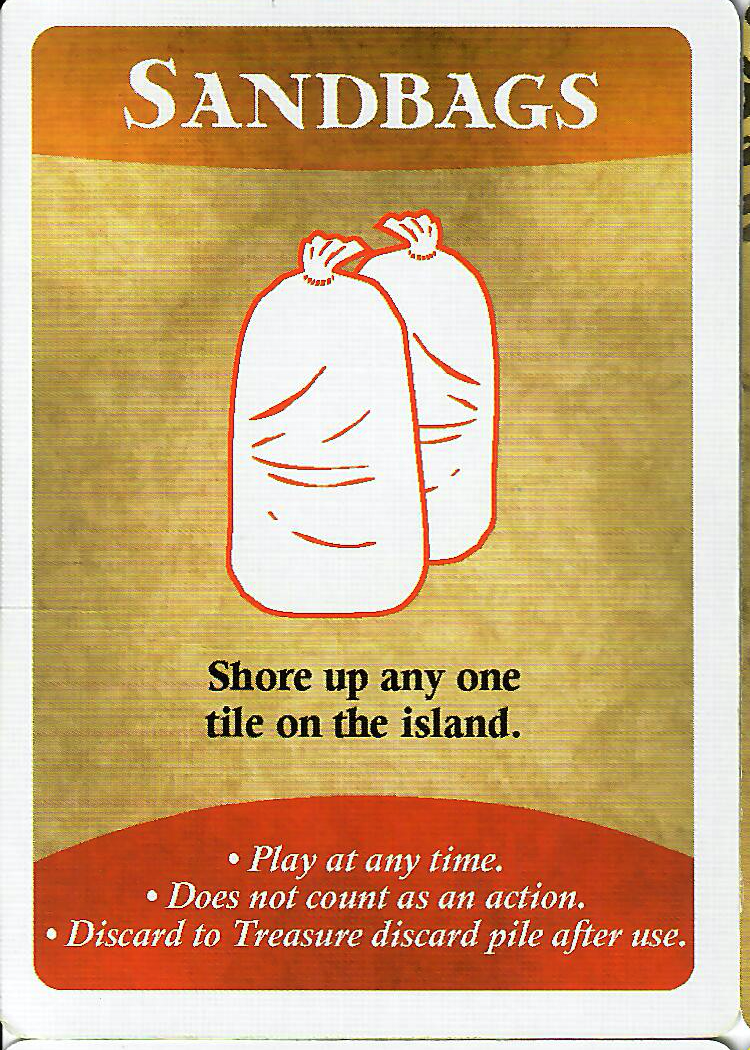 SANDBAGS
Shore up any one
tile on the island.
• Play at any time.
• Does not count as an action.
• Discard to Treasure discard pile after use.